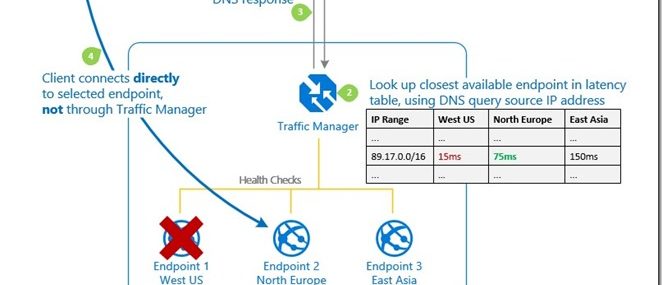 DNS response
3
4
Client connects directly
to selected endpoint,
not through Traffic Manager
2
Look up closest available endpoint in latency
table, using DNS query source IP address
Traffic Manager
IP Range West US North Europe East Asia
... ... ... ...
89.17.0.0/16 15ms 75ms 150ms
... ... ... ...
Health Checks
Endpoint 1
West US
Endpoint 2
North Europe
Endpoint 3
East Asia